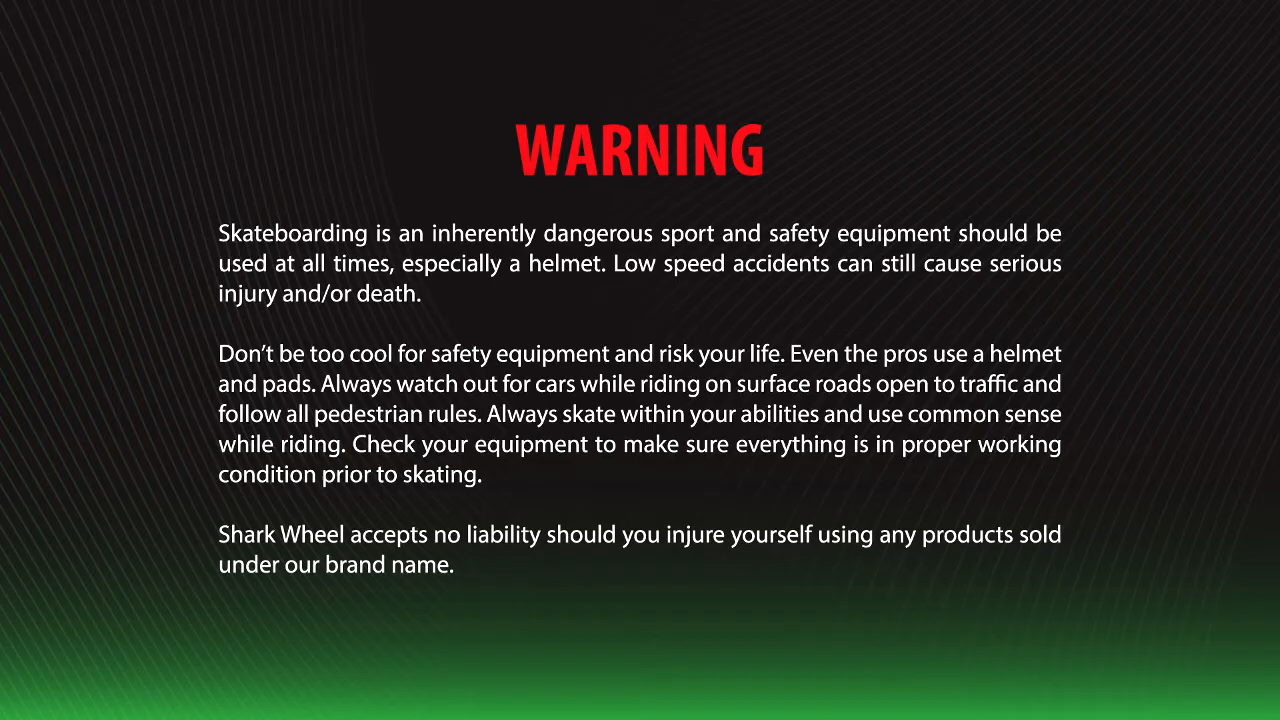 WARNING
Skateboarding is an inherently dangerous sport and safety equipment should be
used at all times, especially a helmet. Low speed accidents can still cause serious
injury and/or death.
Don't be too cool for safety equipment and risk your life. Even the pros use a helmet
and pads. Always watch out for cars while riding on surface roads open to traffic and
follow all pedestrian rules. Always skate within your abilities and use common sense
while riding. Check your equipment to make sure everything is in proper working
condition prior to skating.
Shark Wheel accepts no liability should you injure yourself using any products sold
under our brand name.